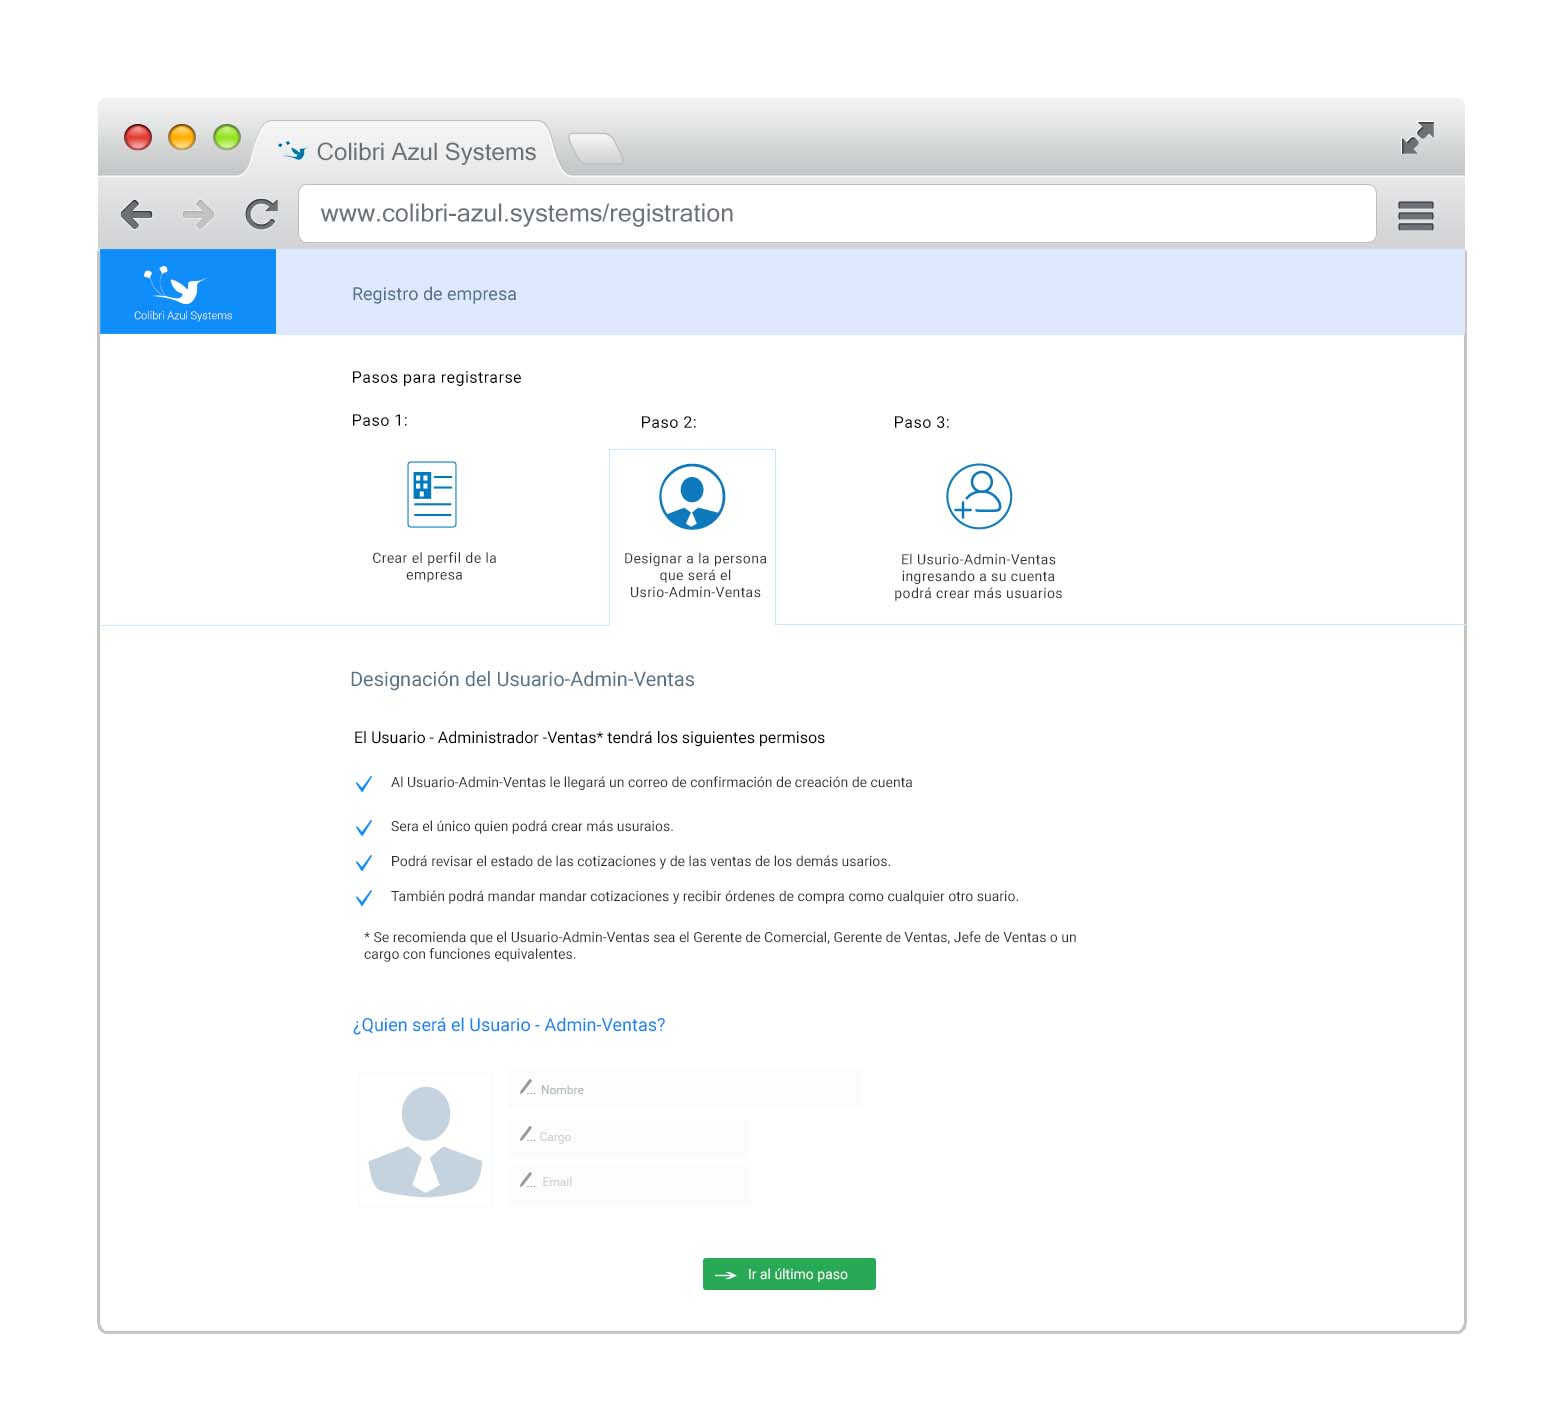 Colibri Azul Systems
www.colibri-azul.systems/registration
Colibri Azul Systems
Registro de empresa
Pasos para registrarse
Paso 1:
Paso 2:
Paso 3:
Crear el perfil de la
empresa
Designar a la persona
que será el
Usrio-Admin-Ventas
El Usurio-Admin-Ventas
ingresando a su cuenta
podrá crear más usuarios
Designación del Usuario-Admin-Ventas
El Usuario - Administrador -Ventas* tendrá los siguientes permisos
Al Usuario-Admin-Ventas le llegará un correo de confirmación de creación de cuenta
Sera el único quien podrá crear más usuraios.
Podrá revisar el estado de las cotizaciones y de las ventas de los demás usarios.
También podrá mandar mandar cotizaciones y recibir órdenes de compra como cualquier otro suario.
* Se recomienda que el Usuario-Admin-Ventas sea el Gerente de Comercial, Gerente de Ventas, Jefe de Ventas o un
cargo con funciones equivalentes.
¿Quien será el Usuario - Admin-Ventas?
Nombre
Cargo
Email
Ir al último paso